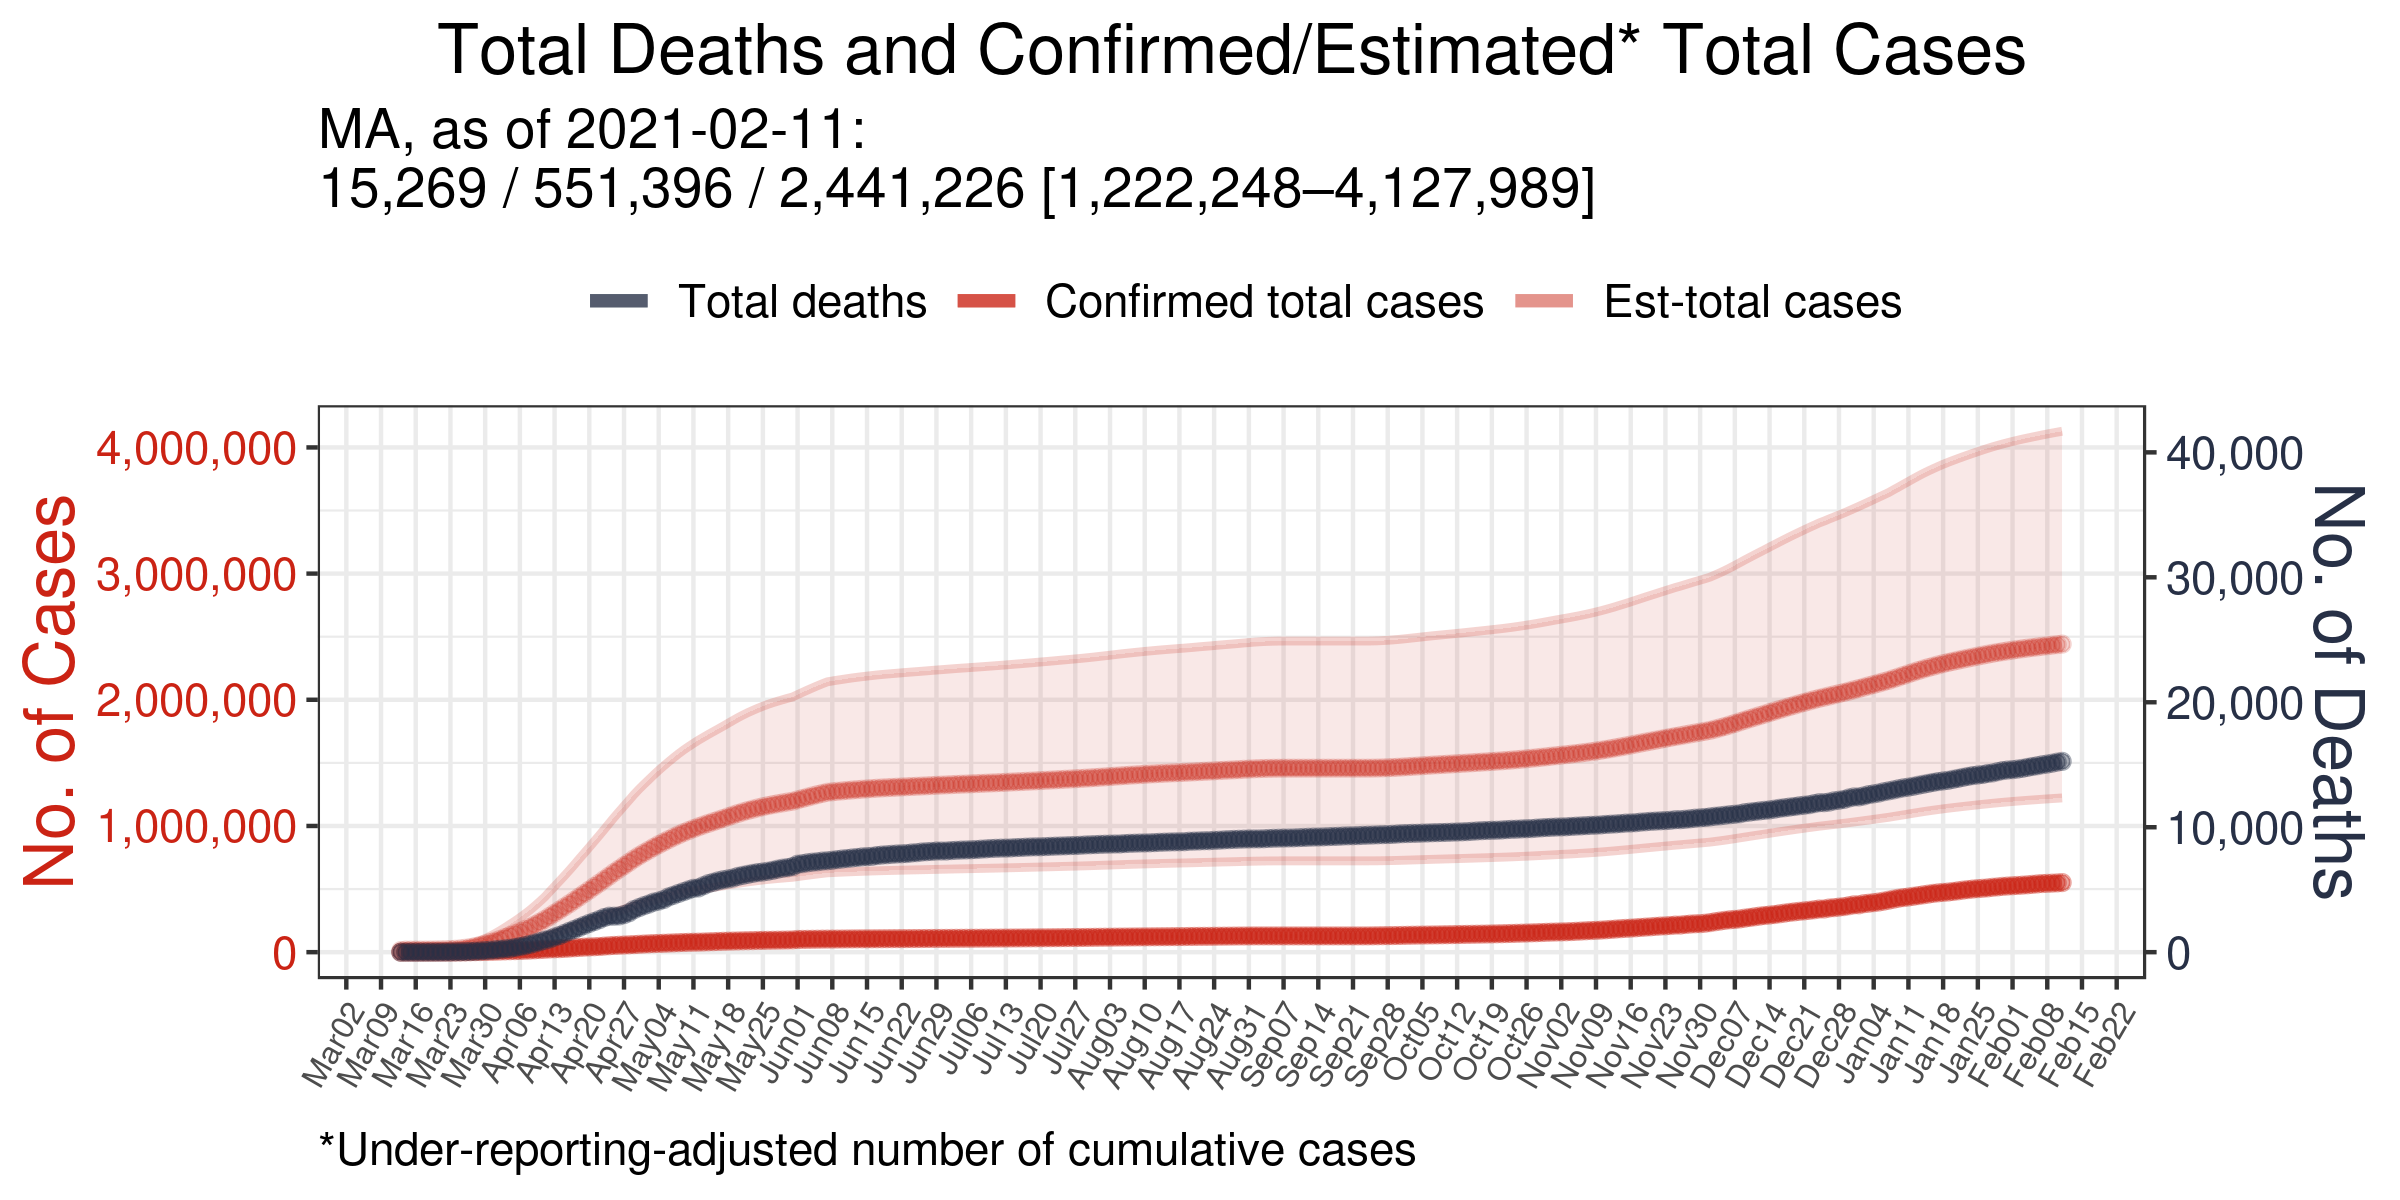 Total Deaths and Confirmed/Estimated* Total Cases
MA, as of 2021-02-11:
15,269 / 551,396 / 2,441,226 [1,222,248–4,127,989]
Total deaths
Confirmed total cases
Est-total cases
No. of Cases
4,000,000
3,000,000
2,000,000
1,000,000
0
40,000
30,000
20,000
10,000
0
No. of Deaths
Mar02
Mar09
Mar16
Mar23
Mar30
Apr06
Apr13
Apr20
Apr27
May04
May11
May18
May25
Jun01
Jun08
Jun15
Jun22
Jun29
Jul06
Jul13
Jul20
Jul27
Aug03
Aug10
Aug17
Aug24
Aug31
Sep07
Sep14
Sep21
Sep28
Oct05
Oct12
Oct19
Oct26
Nov02
Nov09
Nov16
Nov23
Nov30
Dec07
Dec14
Dec21
Dec28
Jan04
Jan11
Jan18
Jan25
Feb01
Feb08
Feb15
Feb22
*Under-reporting-adjusted number of cumulative cases